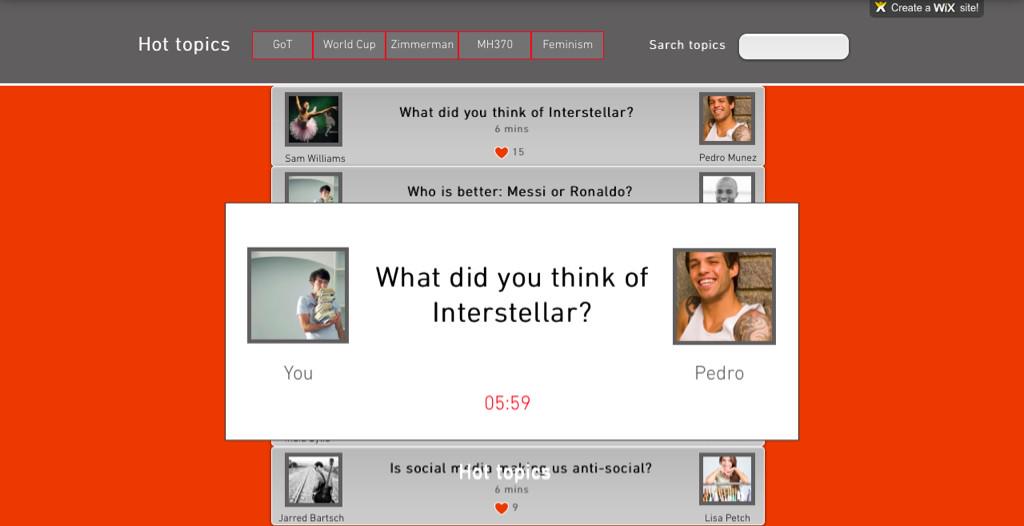 Create a WiX site!
Hot topics
GoT
World Cup
Zimmerman
MH370
Feminism
Sarch topics
What did you think of Interstellar?
6 mins
15
Sam Williams
Pedro Munez
Who is better: Messi or Ronaldo?
What did you think of
Interstellar?
You
Pedro
05:59
Is social media making us anti-social?
Hot topics
6 mins
9
Jarred Bartsch
Lisa Petch